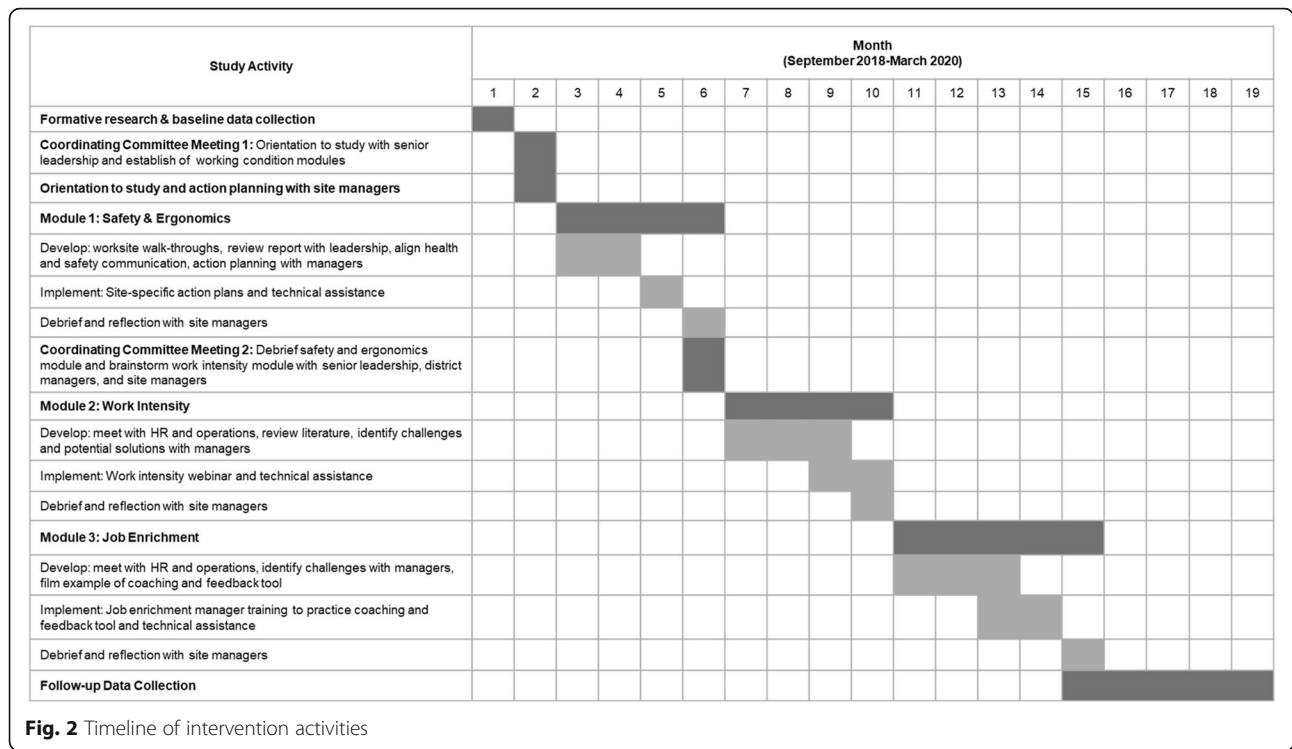 Study Activity
Month
(September 2018-March 2020)
1 2 3 4 5 6 7 8 9 10 11 12 13 14 15 16 17 18 19
Formative research & baseline data collection
Coordinating Committee Meeting 1: Orientation to study with senior
leadership and establish of working condition modules
Orientation to study and action planning with site managers
Module 1: Safety & Ergonomics
Develop: worksite walk-throughs, review report with leadership, align health
and safety communication, action planning with managers
Implement: Site-specific action plans and technical assistance
Debrief and reflection with site managers
Coordinating Committee Meeting 2: Debrief safety and ergonomics
module and brainstorm work intensity module with senior leadership, district
managers, and site managers
Module 2: Work Intensity
Develop: meet with HR and operations, review literature, identify challenges
and potential solutions with managers
Implement: Work intensity webinar and technical assistance
Debrief and reflection with site managers
Module 3: Job Enrichment
Develop: meet with HR and operations, identify challenges with managers,
film example of coaching and feedback tool
Implement: Job enrichment manager training to practice coaching and
feedback tool and technical assistance
Debrief and reflection with site managers
Follow-up Data Collection
Fig. 2 Timeline of intervention activities